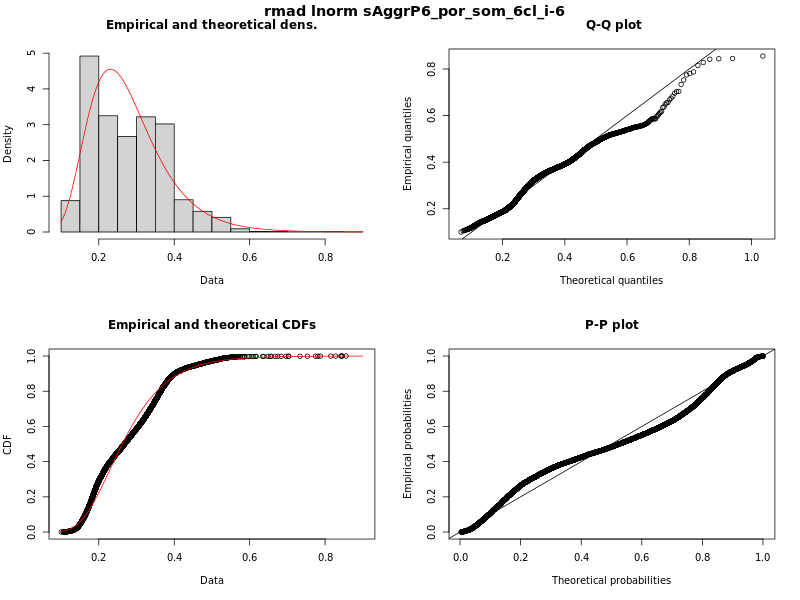 rmad lnorm sAggrP6_por_som_6cl_i-6
Empirical and theoretical dens.
Density
0 1 2 3 4 5
0.2 0.4 0.6 0.8
Data
Q-Q plot
Empirical quantiles
0.2 0.4 0.6 0.8
0.2 0.4 0.6 0.8 1.0
Theoretical quantiles
Empirical and theoretical CDFs
CDF
0.0 0.2 0.4 0.6 0.8 1.0
0.2 0.4 0.6 0.8
Data
P-P plot
Empirical probabilities
0.0 0.2 0.4 0.6 0.8 1.0
0.0 0.2 0.4 0.6 0.8 1.0
Theoretical probabilities